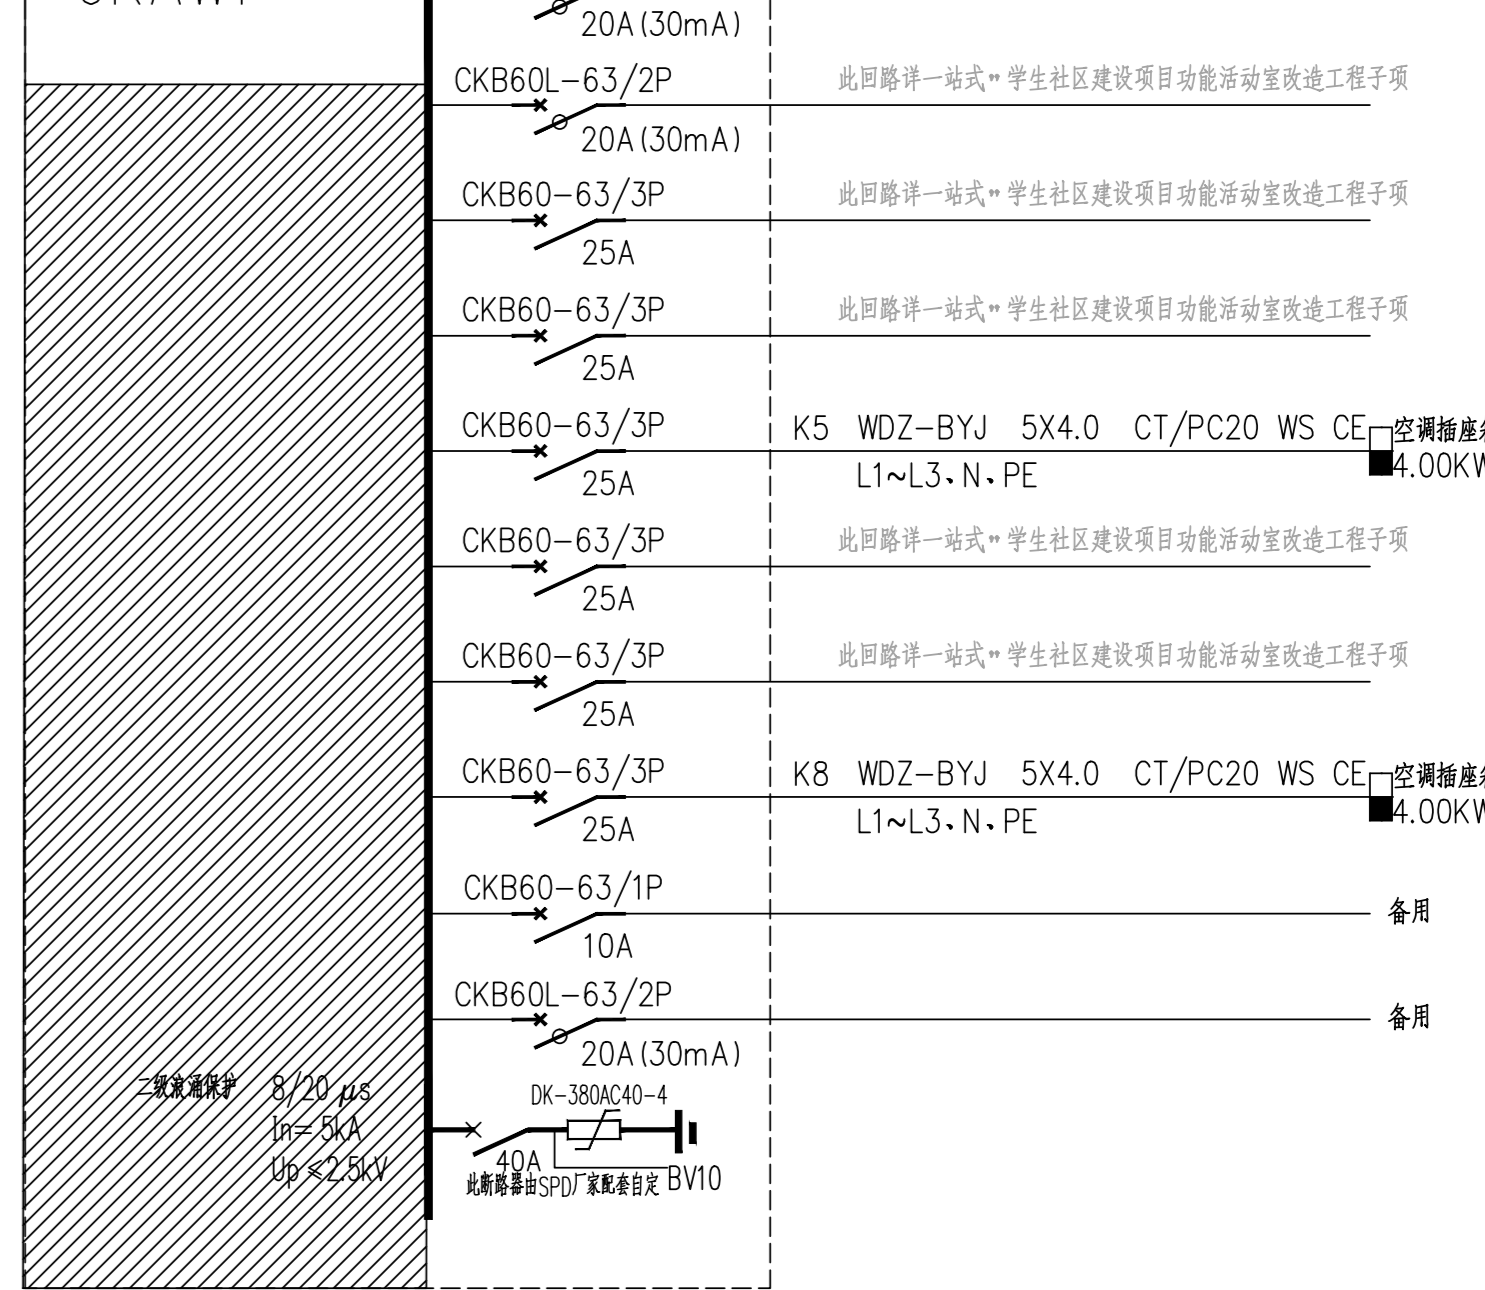 20A(30mA)
CKB60L-63/2P
此回路详一站式"学生社区建设项目功能活动室改造工程子项
20A(30mA)
CKB60-63/3P
此回路详一站式"学生社区建设项目功能活动室改造工程子项
25A
CKB60-63/3P
此回路详一站式"学生社区建设项目功能活动室改造工程子项
25A
CKB60-63/3P
K5 WDZ-BYJ 5X4.0 CT/PC20 WS CE 空调插座
L1~L3、N、PE
4.00KW
25A
CKB60-63/3P
此回路详一站式"学生社区建设项目功能活动室改造工程子项
25A
CKB60-63/3P
此回路详一站式"学生社区建设项目功能活动室改造工程子项
25A
CKB60-63/3P
K8 WDZ-BYJ 5X4.0 CT/PC20 WS CE 空调插座
L1~L3、N、PE
4.00KW
25A
CKB60-63/1P
备用
10A
CKB60L-63/2P
备用
20A(30mA)
二级浪涌保护 8/20 μs
In=5kA
Up≤2.5kV
DK-380AC40-4
40A
此断路器由SPD厂家配套自定 BV10